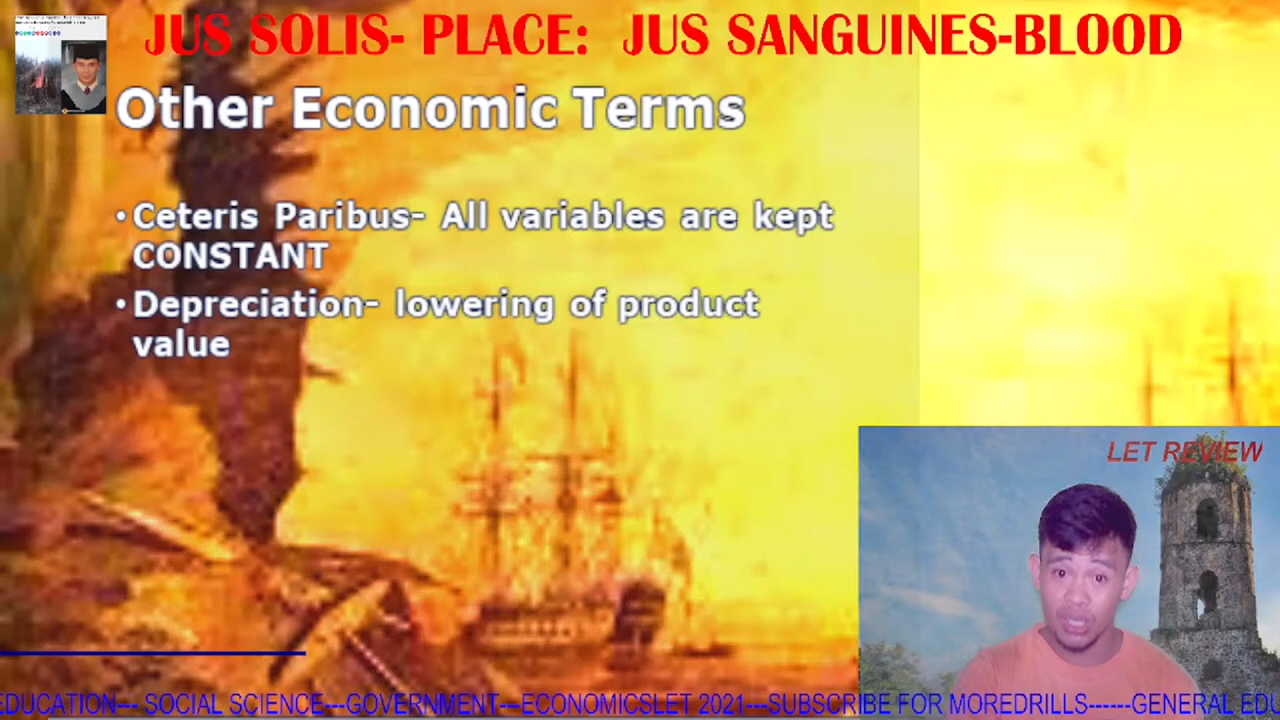 JUS SOLIS- PLACE: JUS SANGUINES-BLOOD
Other Economic Terms
• Ceteris Paribus- All variables are kept
CONSTANT
• Depreciation- lowering of product
value
LET REVIEW
EDUCATION--- SOCIAL SCIENCE---GOVERNMENT---ECONOMICSLET 2021---SUBSCRIBE FOR MOREDRILLS------GENERAL EDU